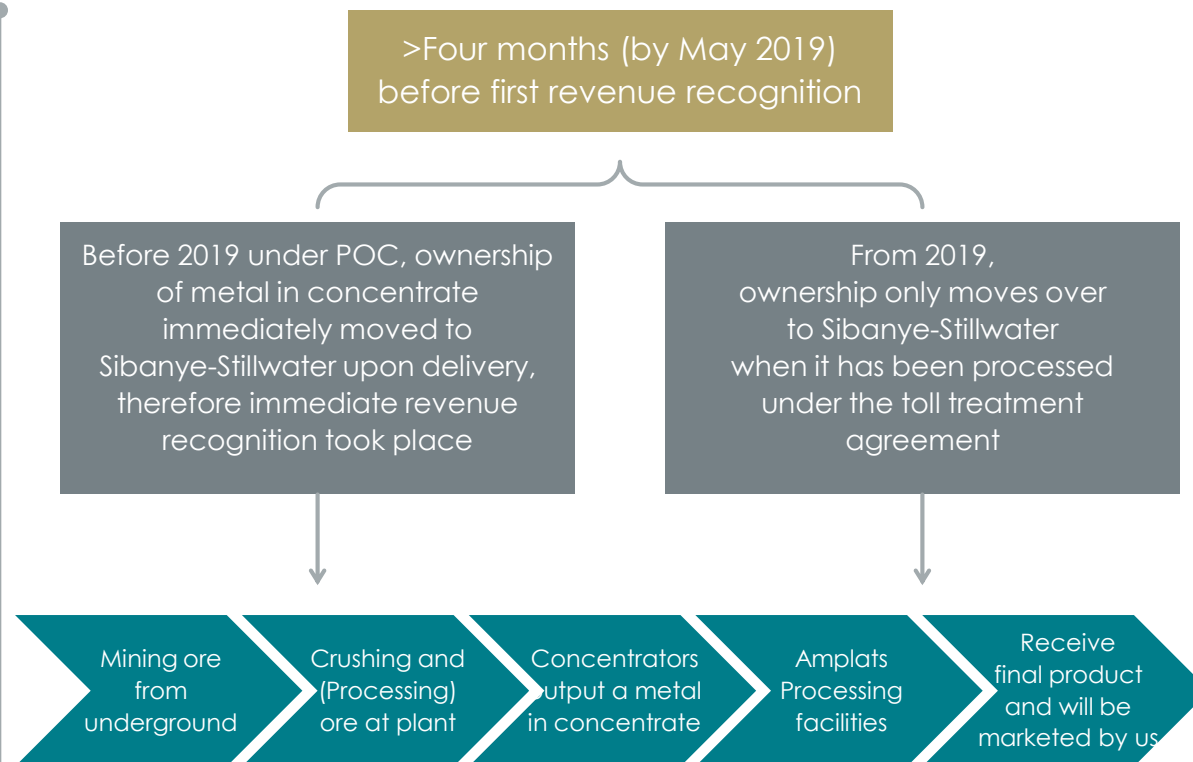 >Four months (by May 2019)
before first revenue recognition
Before 2019 under POC, ownership
of metal in concentrate
immediately moved to
Sibanye-Stillwater upon delivery,
therefore immediate revenue
recognition took place
From 2019,
ownership only moves over
to Sibanye-Stillwater
when it has been processed
under the toll treatment
agreement
Mining ore
from
underground
Crushing and
(Processing)
ore at plant
Concentrators
output a metal
in concentrate
Amplats
Processing
facilities
Receive
final product
and will be
marketed by us